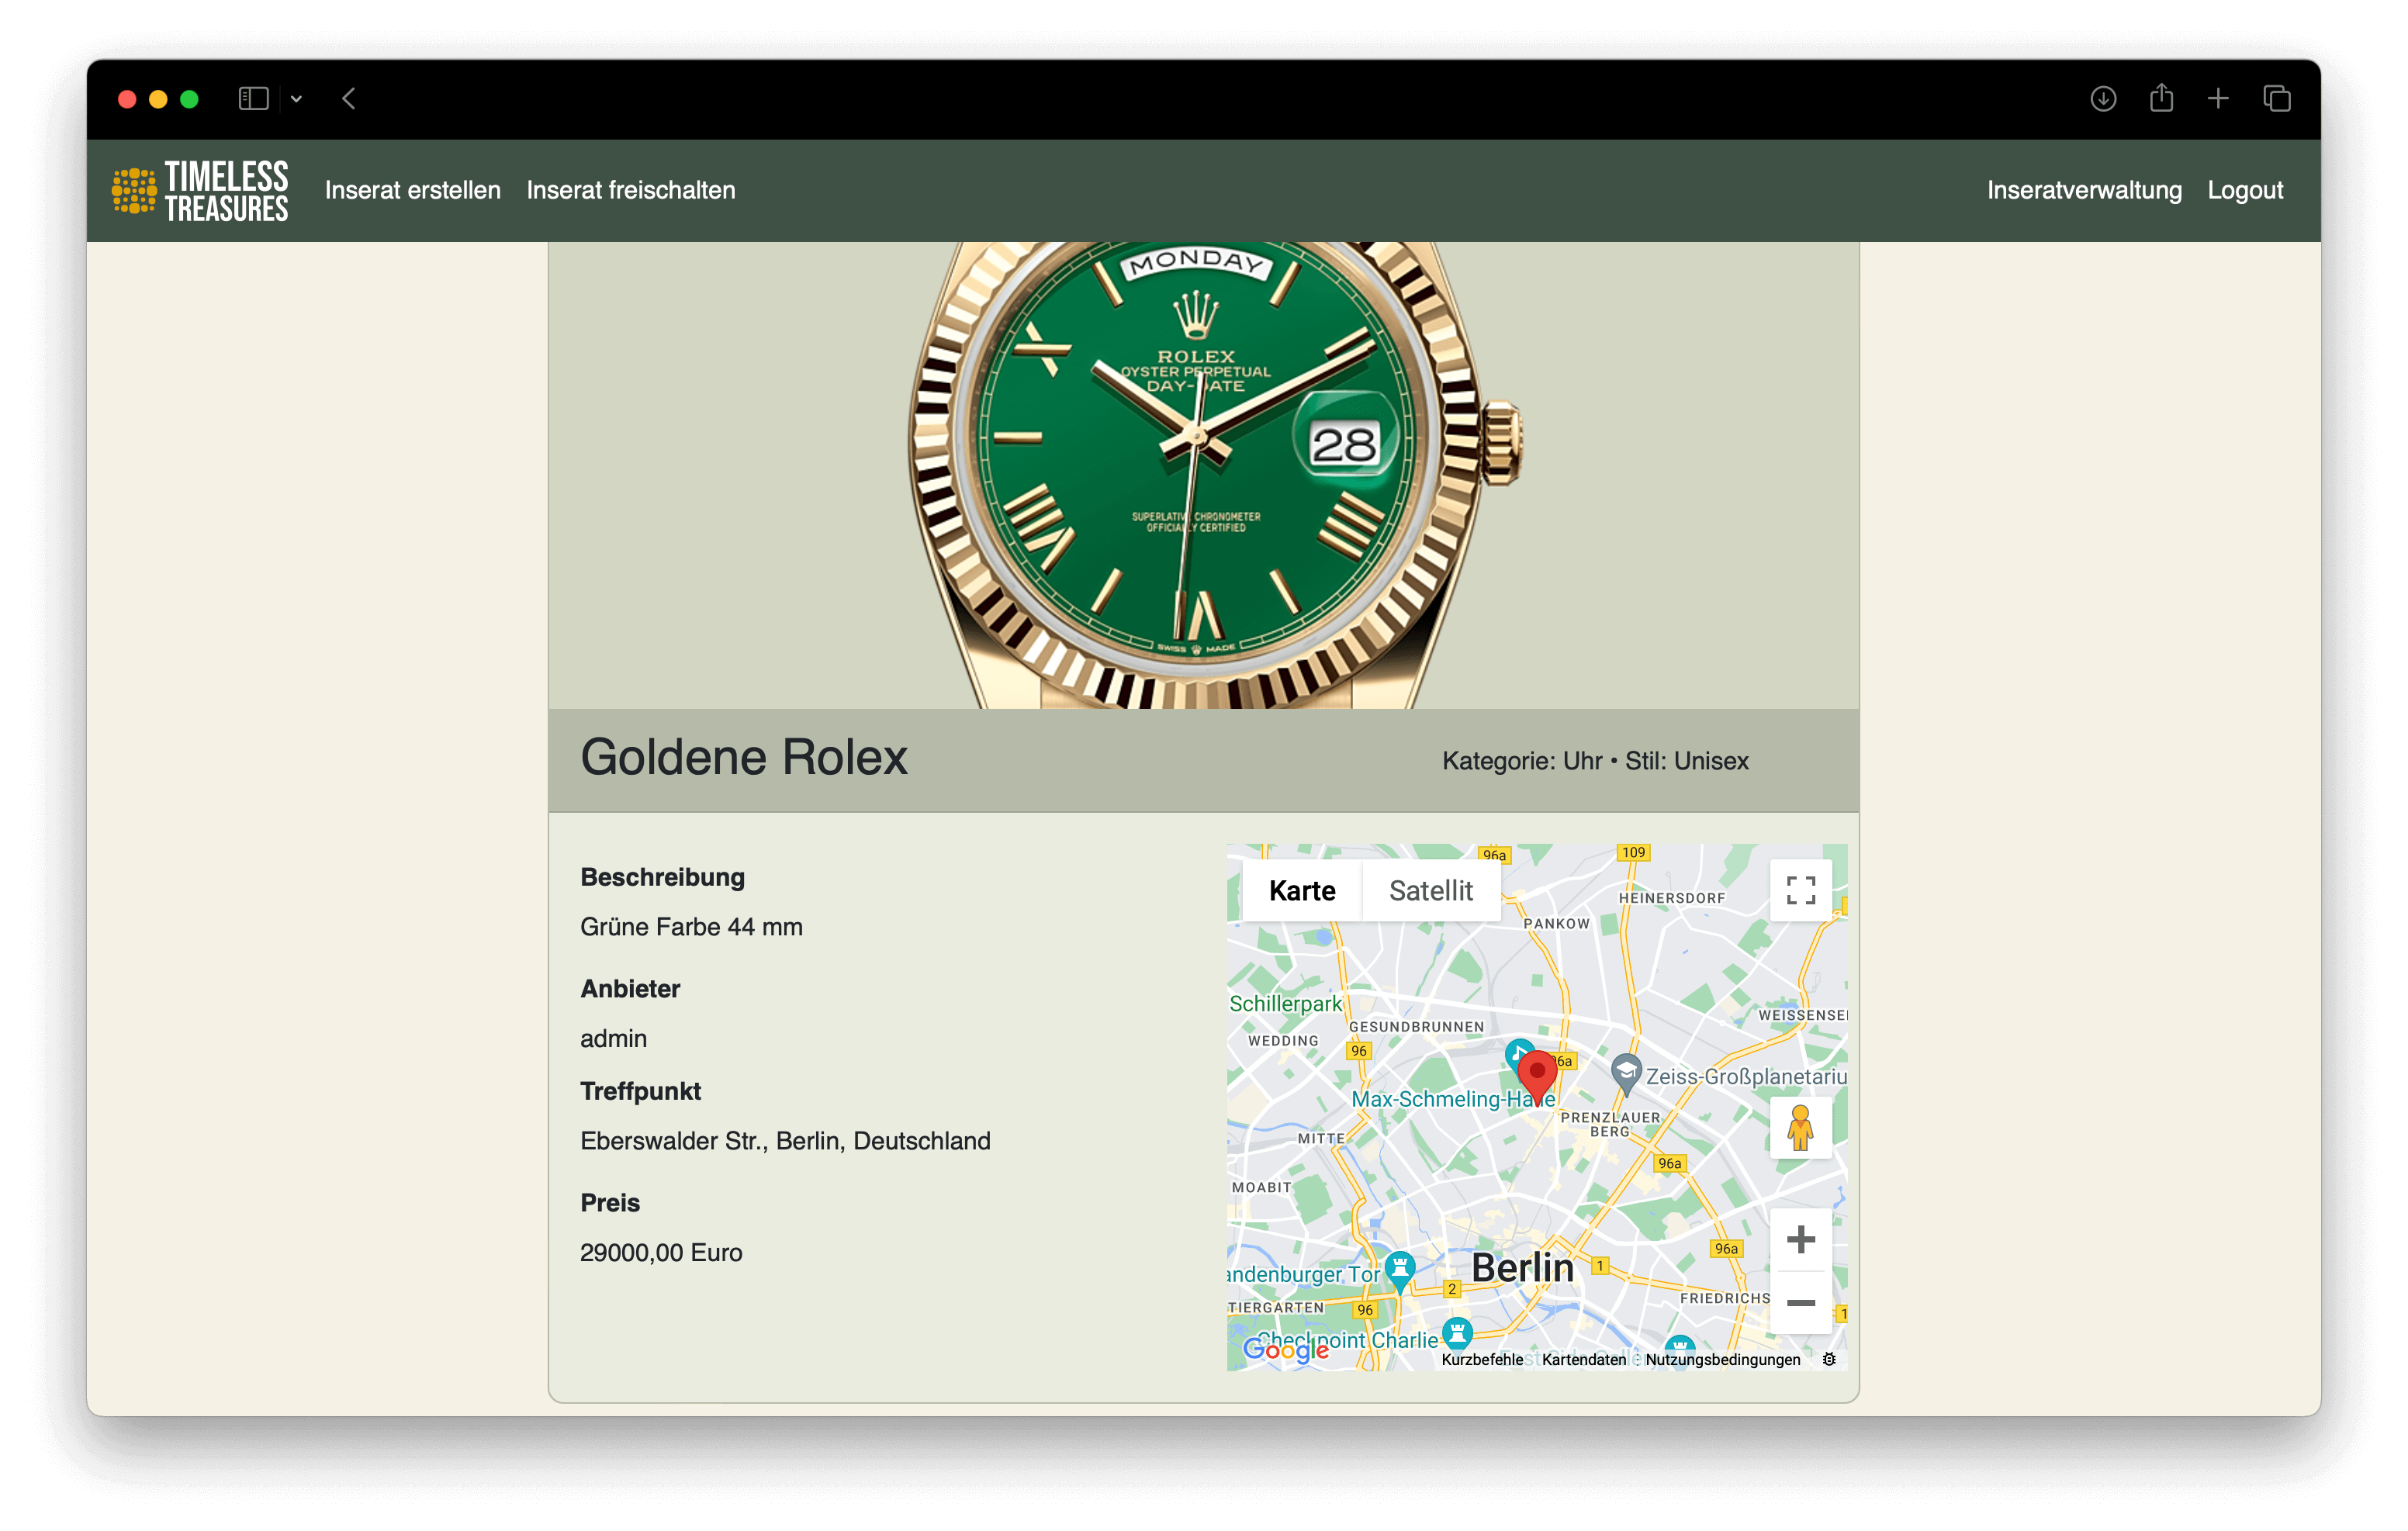 TIMELESS
TREASURES
Inserat erstellen
Inserat freischalten
Inseratverwaltung
Logout
MONDAY
ROLEX
OYSTER PERPETUAL
DAY-DATE
28
SUPERLATIVE CHRONOMETER
OFFICIALLY CERTIFIED
SWISS MADE
Goldene Rolex
Kategorie: Uhr • Stil: Unisex
Beschreibung
Grüne Farbe 44 mm
Anbieter
admin
Treffpunkt
Eberswalder Str., Berlin, Deutschland
Preis
29000,00 Euro
Karte
Satellit
96a
109
HEINERSDORF
PANKOW
Schillerpark
WEISSENSE
GESUNDBRUNNEN
WEDDING
96
96a
Zeiss-Großplanetariu
Max-Schmeling-Halle
PRENZLAUER
BERG
MITTE
96a
MOABIT
96a
Berlin
1
andenburger Tor
2
FRIEDRICHS
TIERGARTEN
96
1
Checkpoint Charlie
Google
Kurzbefehle
Kartendaten
Nutzungsbedingungen